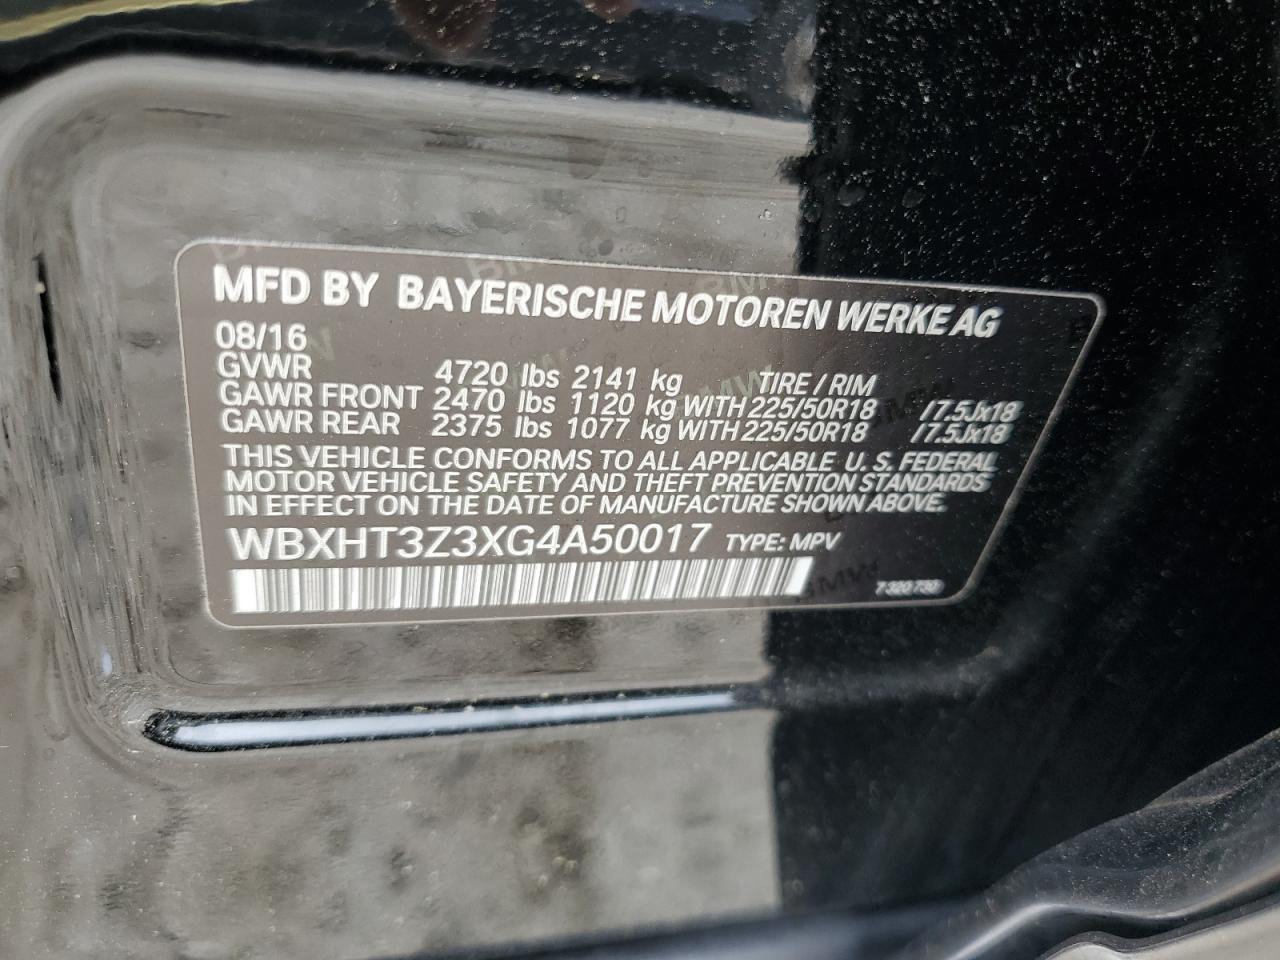 MFD BY BAYERISCHE MOTOREN WERKE AG
08/16
GVWR 4720 lbs 2141 kg TIRE / RIM
GAWR FRONT 2470 lbs 1120 kg WITH 225/50R18 /7.5Jx18
GAWR REAR 2375 lbs 1077 kg WITH 225/50R18 /7.5Jx18
THIS VEHICLE CONFORMS TO ALL APPLICABLE U. S. FEDERAL
MOTOR VEHICLE SAFETY AND THEFT PREVENTION STANDARDS
IN EFFECT ON THE DATE OF MANUFACTURE SHOWN ABOVE.
WBXHT3Z3XG4A50017 TYPE: MPV
7 320 730